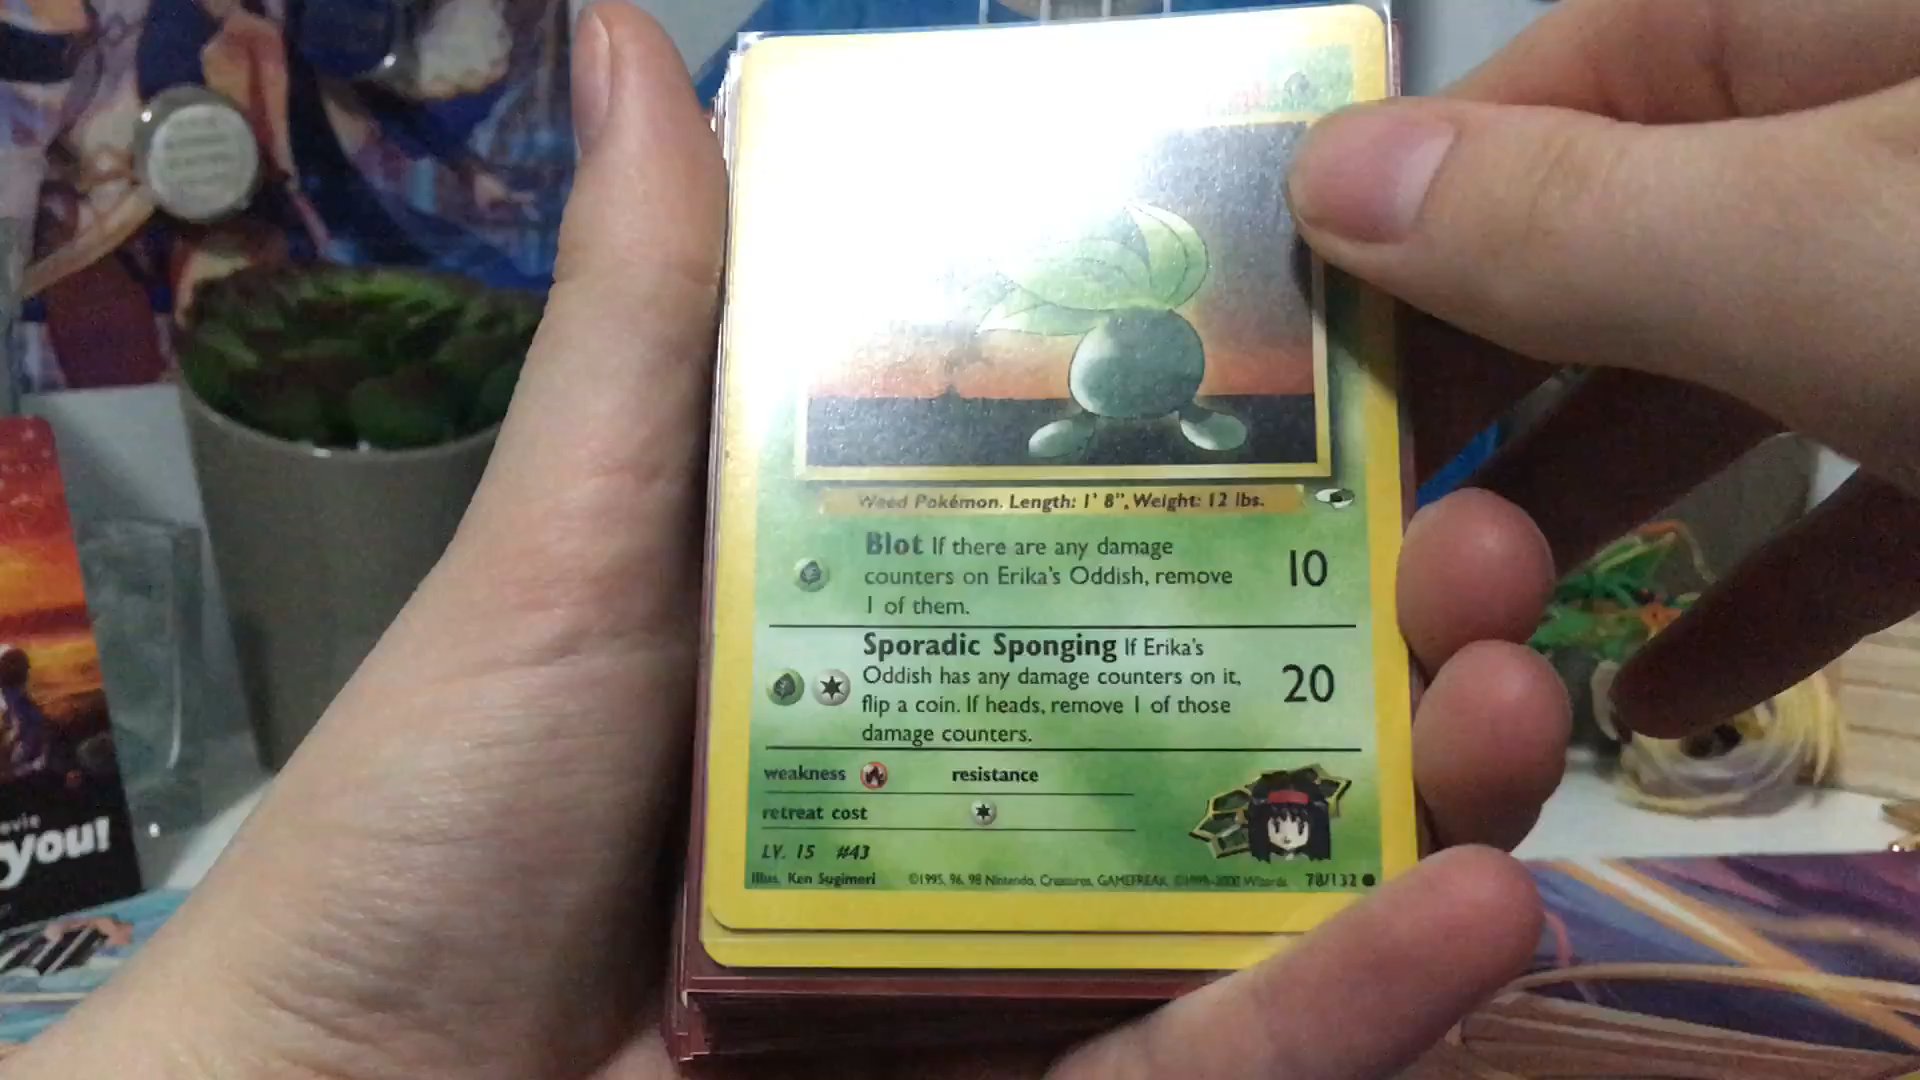 Weed Pokémon. Length: 1' 8", Weight: 12 lbs.
Blot If there are any damage
counters on Erika's Oddish, remove
1 of them.
10
Sporadic Sponging If Erika's
Oddish has any damage counters on it,
flip a coin. If heads, remove 1 of those
damage counters.
20
weakness resistance
retreat cost
LV. 15 #43
Illus. Ken Sugimori ©1995, 96, 98 Nintendo, Creatures, GAMEFREAK. ©1999-2000 Wizards. 78/132
you!